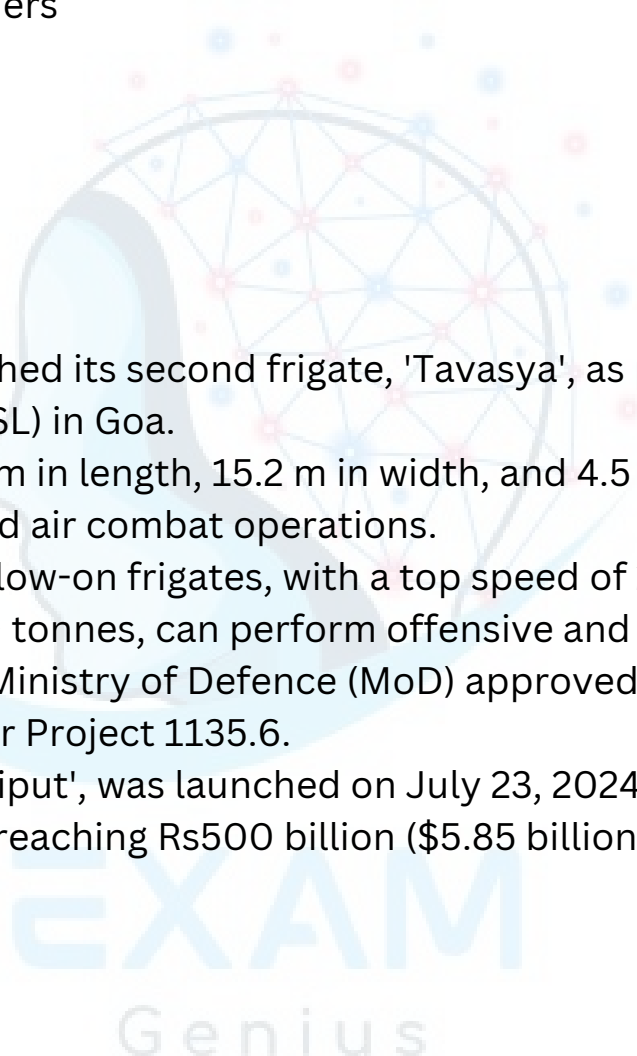 ers
hed its second frigate, 'Tavasya', as
SL) in Goa.
m in length, 15.2 m in width, and 4.5
d air combat operations.
low-on frigates, with a top speed of
tonnes, can perform offensive and
Ministry of Defence (MoD) approved
r Project 1135.6.
iput', was launched on July 23, 2024
reaching Rs500 billion ($5.85 billion
EXAM
Genius